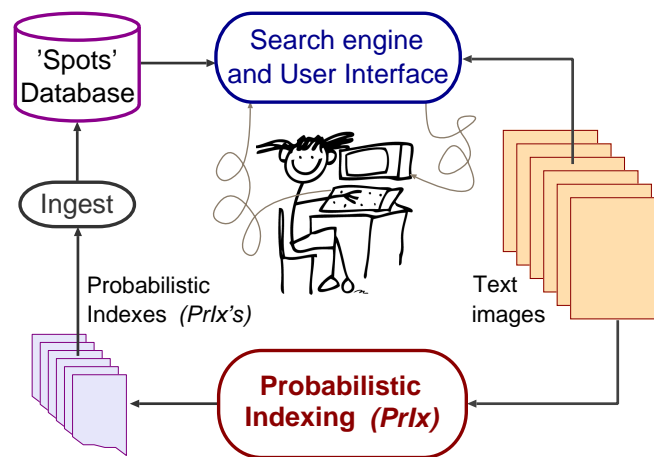 'Spots'
Database
Search engine
and User Interface
Ingest
Probabilistic
Indexes (PrIx's)
Text
images
Probabilistic
Indexing (PrIx)